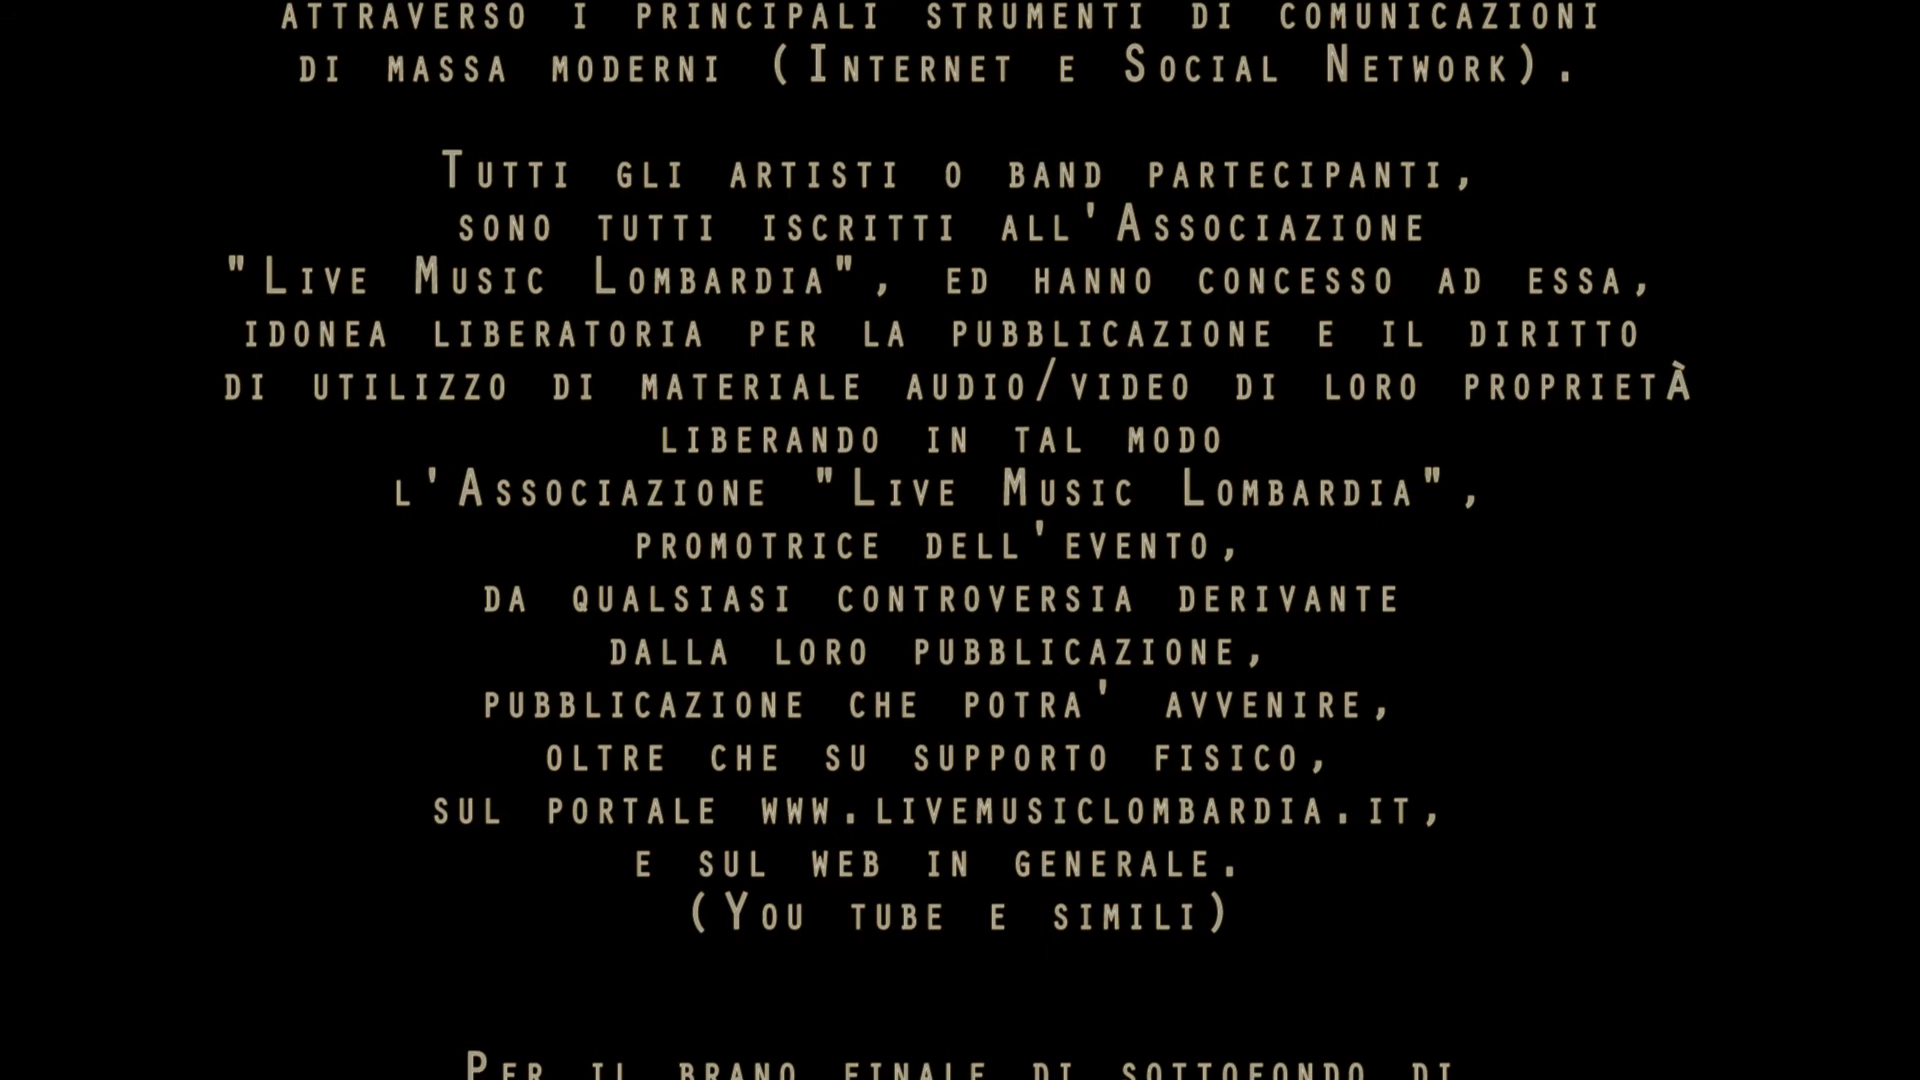 attraverso i principali strumenti di comunicazioni
di massa moderni (Internet e Social Network).
Tutti gli artisti o band partecipanti,
sono tutti iscritti all'Associazione
"Live Music Lombardia", ed hanno concesso ad essa,
idonea liberatoria per la pubblicazione e il diritto
di utilizzo di materiale audio/video di loro proprietÀ
liberando in tal modo
l'Associazione "Live Music Lombardia",
promotrice dell'evento,
da qualsiasi controversia derivante
dalla loro pubblicazione,
pubblicazione che potra' avvenire,
oltre che su supporto fisico,
sul portale www.livemusiclombardia.it,
e sul web in generale.
(You tube e simili)
Per il brano finale di sottofondo di